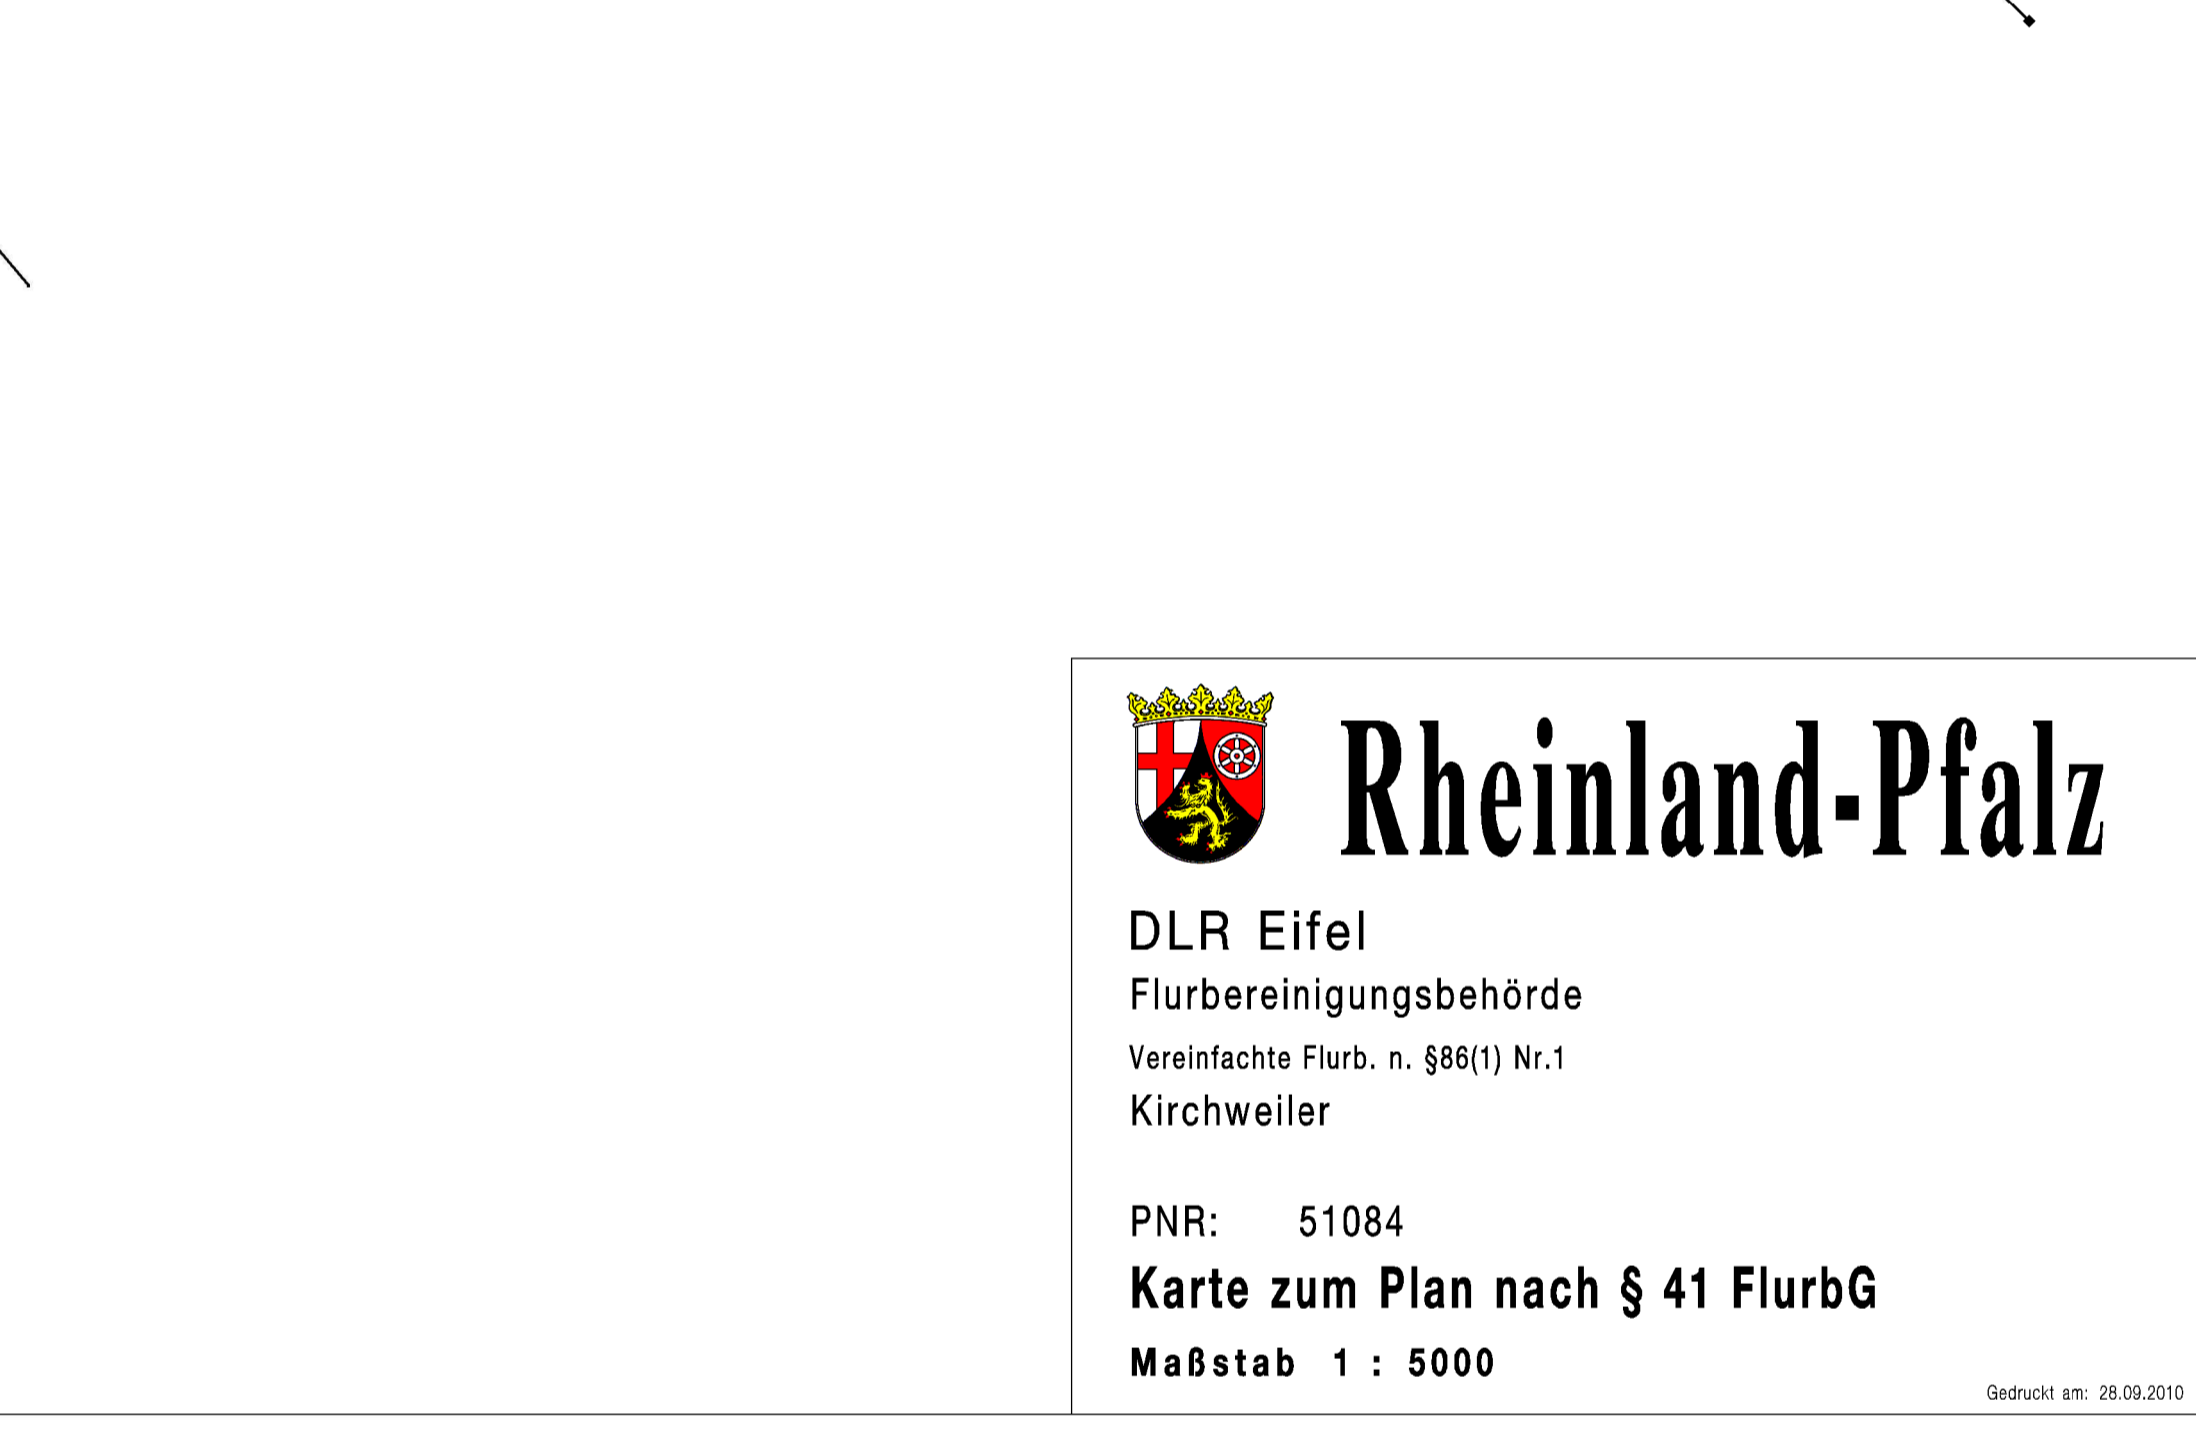 Rheinland-Pfalz
DLR Eifel
Flurbereinigungsbehörde
Vereinfachte Flurb. n. §86(1) Nr.1
Kirchweiler
PNR: 51084
Karte zum Plan nach § 41 FlurbG
Maßstab 1 : 5000
Gedruckt am: 28.09.2010